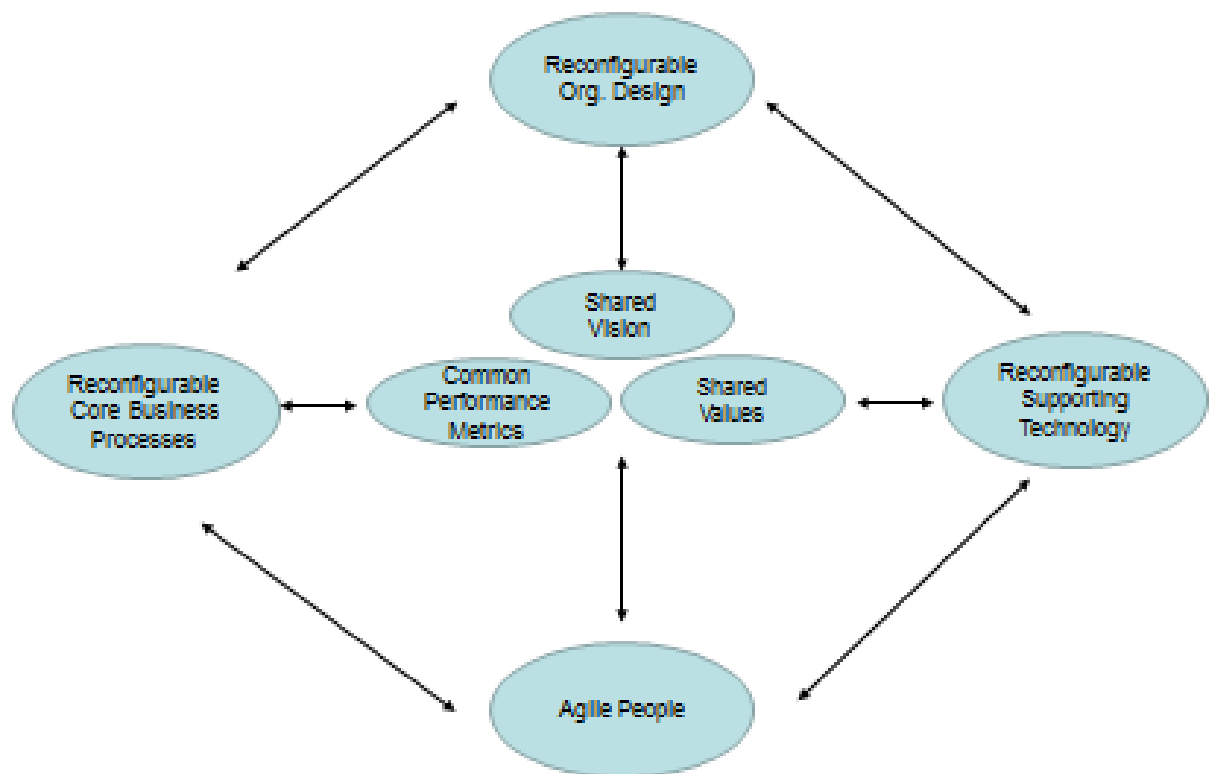 Reconfigurable
Org. Design
Shared
Vision
Reconfigurable
Core Business
Processes
Common
Performance
Metrics
Shared
Values
Reconfigurable
Supporting
Technology
Agile People